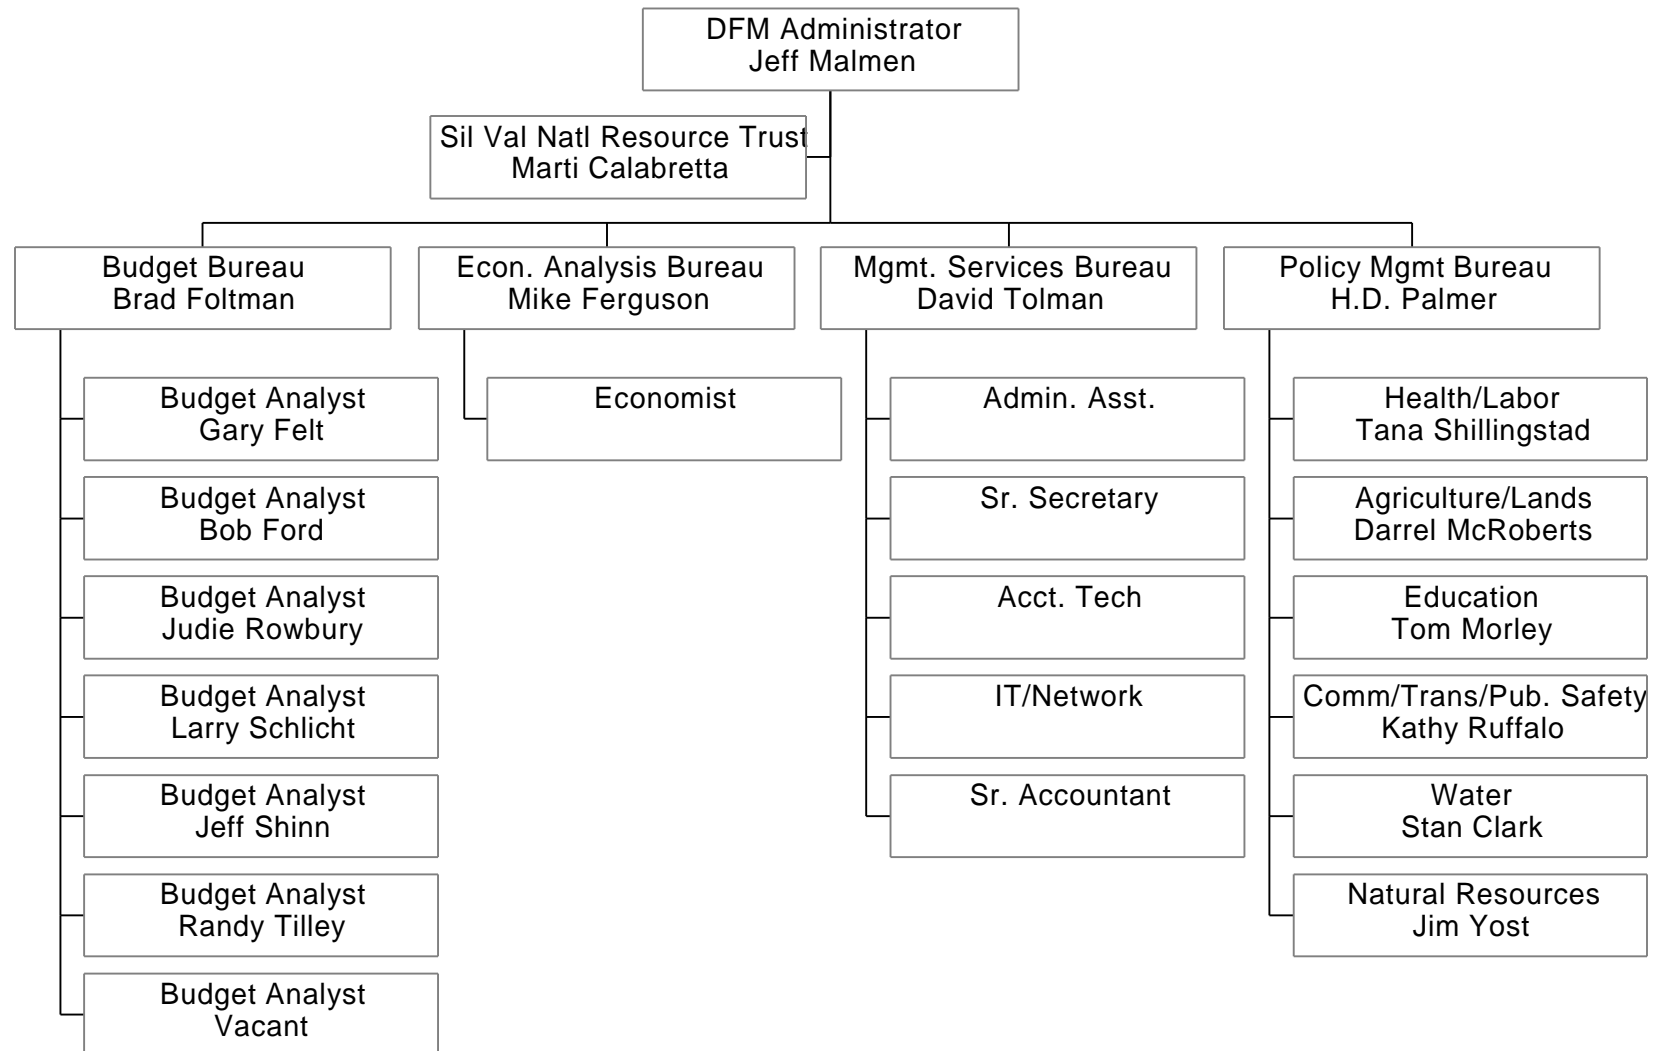 DFM Administrator
Jeff Malmen
Sil Val Natl Resource Trust
Marti Calabretta
Budget Bureau
Brad Foltman
Econ. Analysis Bureau
Mike Ferguson
Mgmt. Services Bureau
David Tolman
Policy Mgmt Bureau
H.D. Palmer
Budget Analyst
Gary Felt
Budget Analyst
Bob Ford
Budget Analyst
Judie Rowbury
Budget Analyst
Larry Schlicht
Budget Analyst
Jeff Shinn
Budget Analyst
Randy Tilley
Budget Analyst
Vacant
Economist
Admin. Asst.
Sr. Secretary
Acct. Tech
IT/Network
Sr. Accountant
Health/Labor
Tana Shillingstad
Agriculture/Lands
Darrel McRoberts
Education
Tom Morley
Comm/Trans/Pub. Safety
Kathy Ruffalo
Water
Stan Clark
Natural Resources
Jim Yost